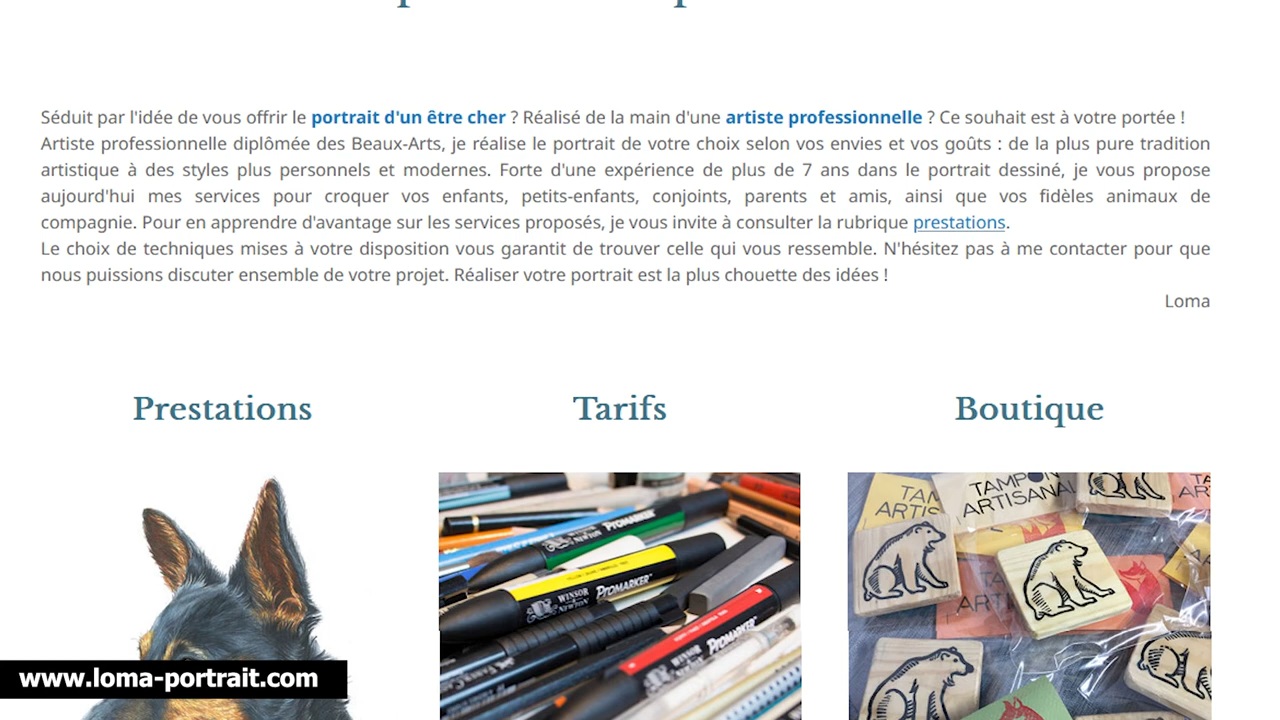 Séduit par l'idée de vous offrir le portrait d'un être cher ? Réalisé de la main d'une artiste professionnelle ? Ce souhait est à votre portée !
Artiste professionnelle diplômée des Beaux-Arts, je réalise le portrait de votre choix selon vos envies et vos goûts : de la plus pure tradition
artistique à des styles plus personnels et modernes. Forte d'une expérience de plus de 7 ans dans le portrait dessiné, je vous propose
aujourd'hui mes services pour croquer vos enfants, petits-enfants, conjoints, parents et amis, ainsi que vos fidèles animaux de
compagnie. Pour en apprendre d'avantage sur les services proposés, je vous invite à consulter la rubrique prestations.
Le choix de techniques mises à votre disposition vous garantit de trouver celle qui vous ressemble. N'hésitez pas à me contacter pour que
nous puissions discuter ensemble de votre projet. Réaliser votre portrait est la plus chouette des idées !
Loma
Prestations
Tarifs
Boutique
PROMARKER
WINSOR & NEWTON
PROMARKER
WINSOR & NEWTON
PROMARKER
WINSOR & NEWTON
TAMPON
ARTISANAL
www.loma-portrait.com